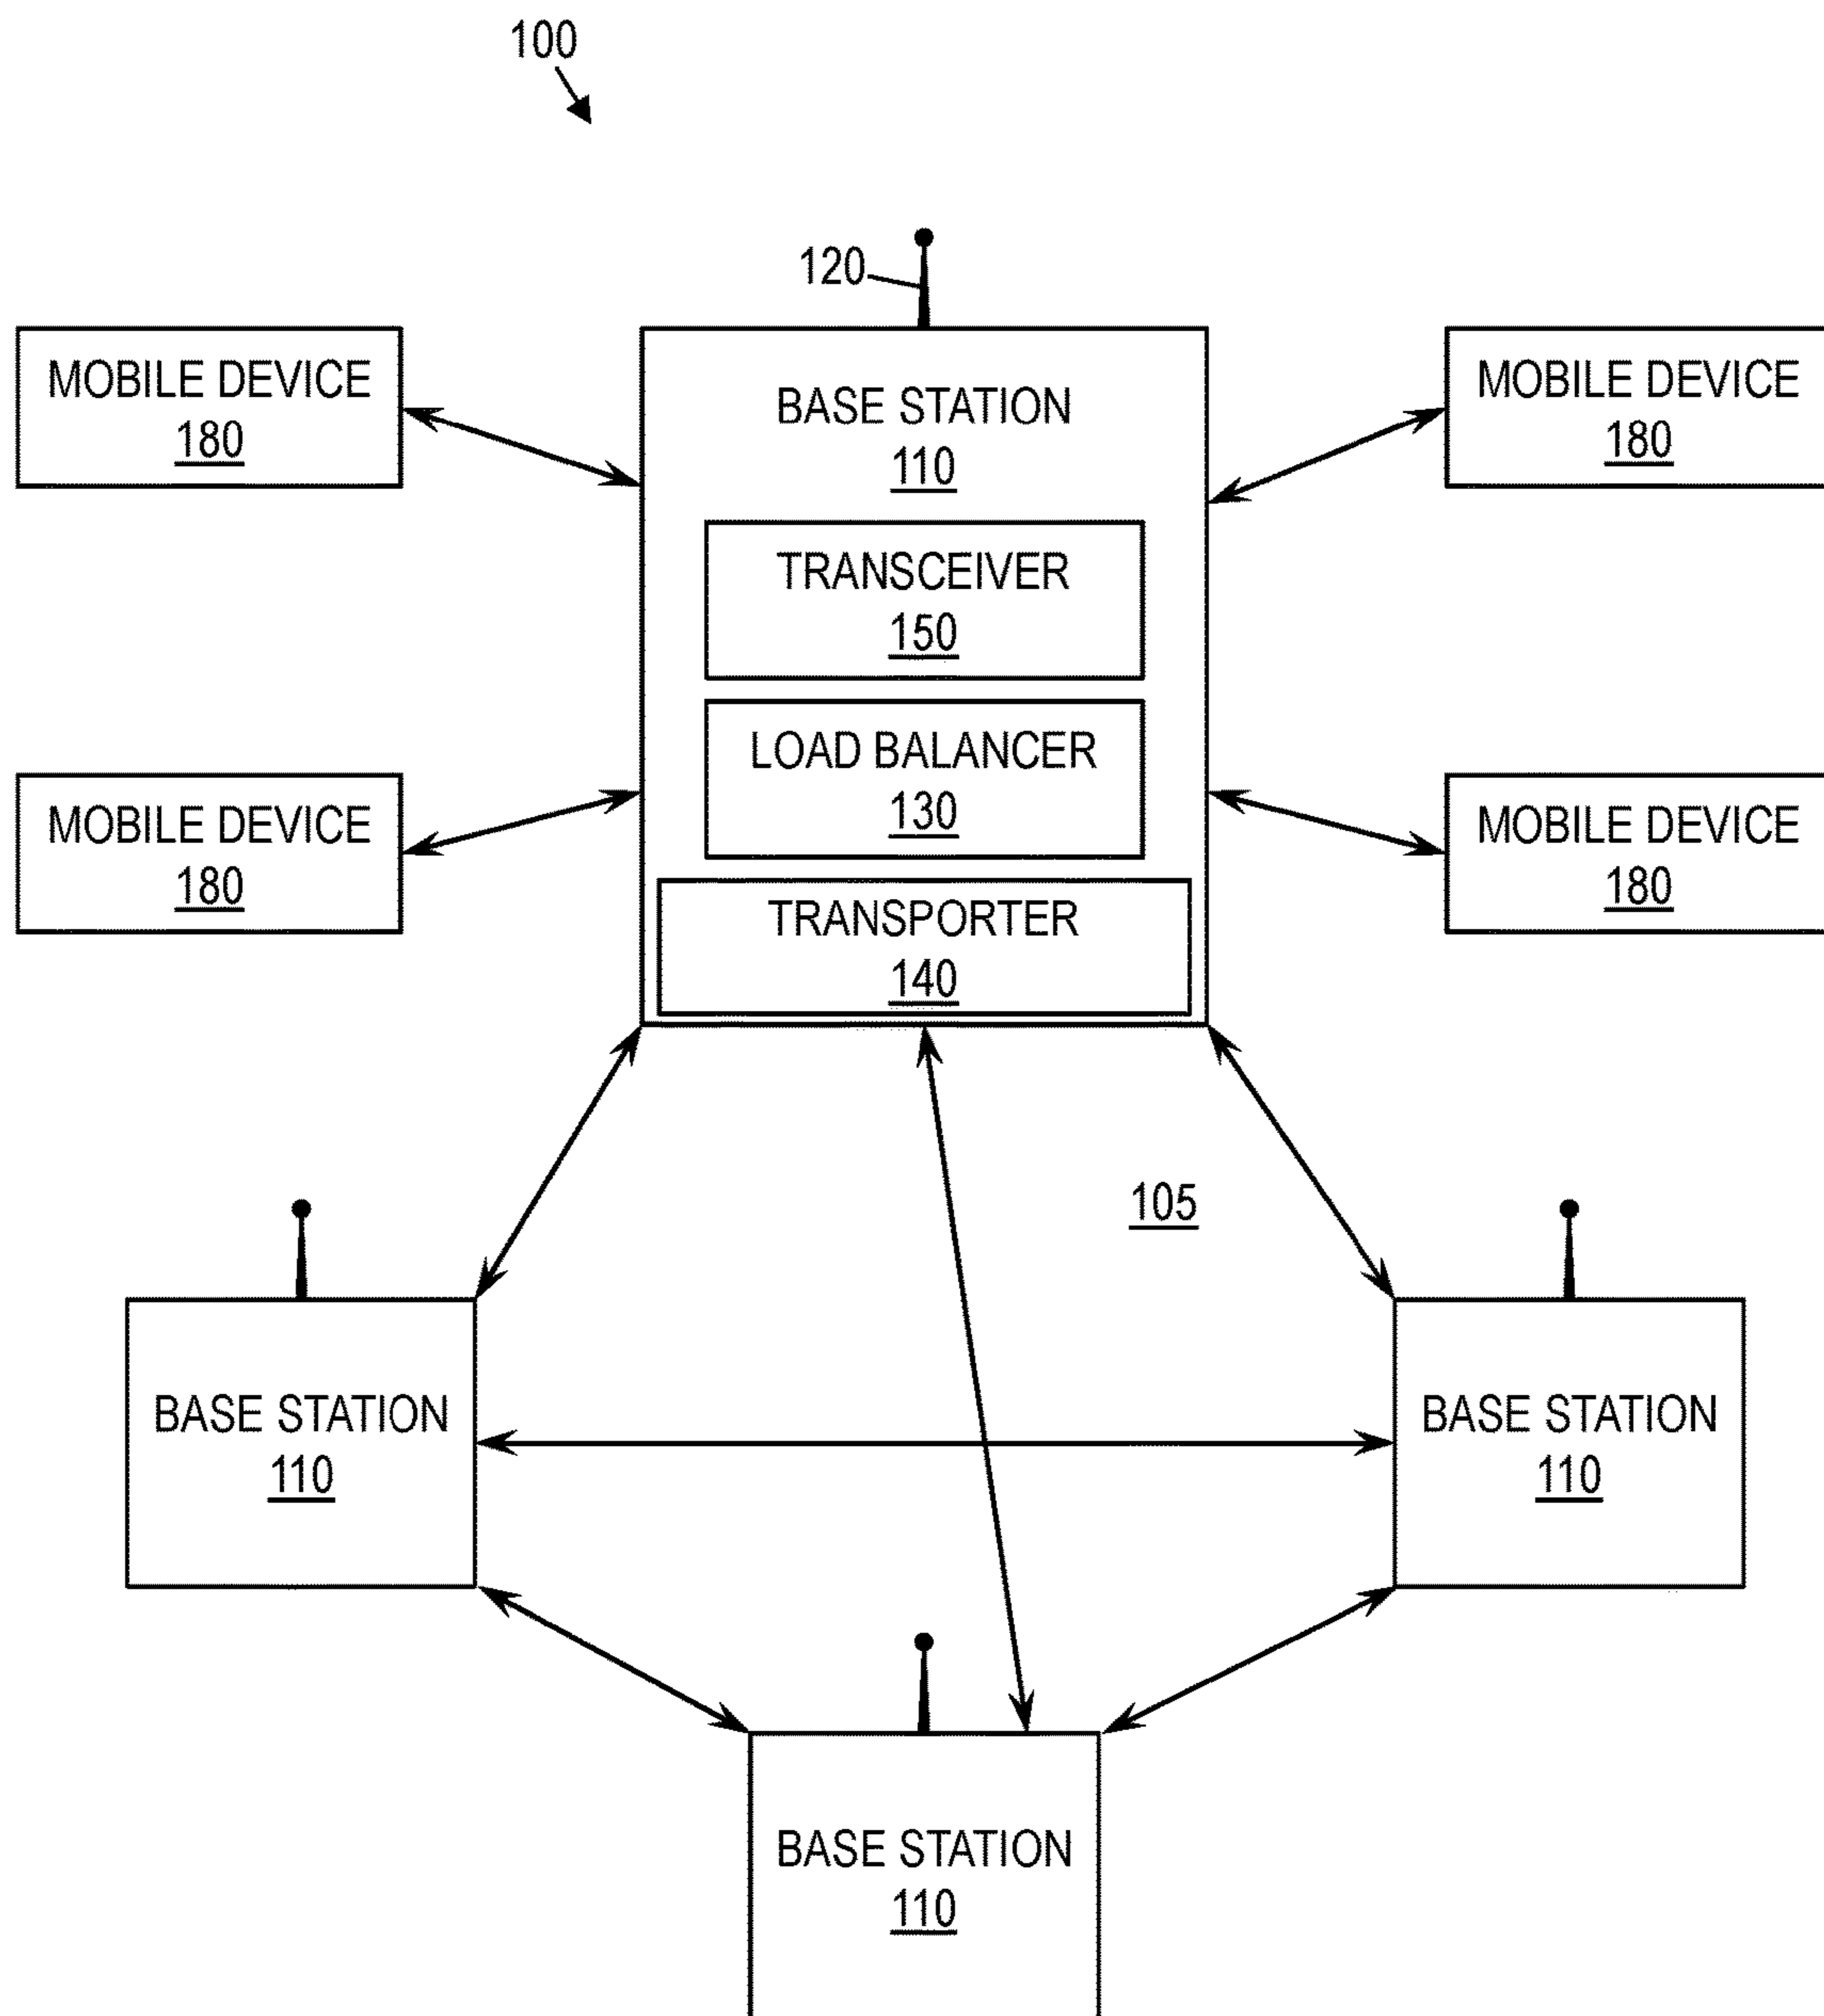 100
120
MOBILE DEVICE
180
BASE STATION
110
MOBILE DEVICE
180
TRANSCEIVER
150
LOAD BALANCER
130
MOBILE DEVICE
180
MOBILE DEVICE
180
TRANSPORTER
140
105
BASE STATION
110
BASE STATION
110
BASE STATION
110